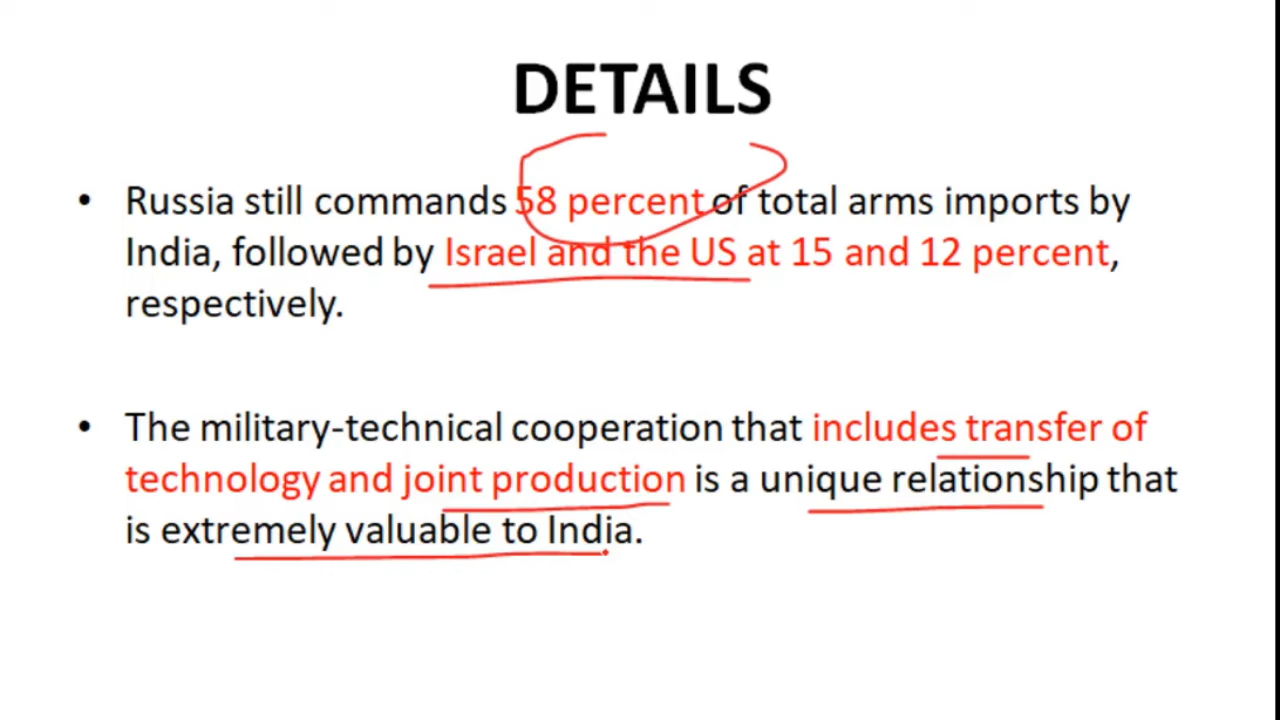 DETAILS
• Russia still commands 58 percent of total arms imports by
India, followed by Israel and the US at 15 and 12 percent,
respectively.
• The military-technical cooperation that includes transfer of
technology and joint production is a unique relationship that
is extremely valuable to India.